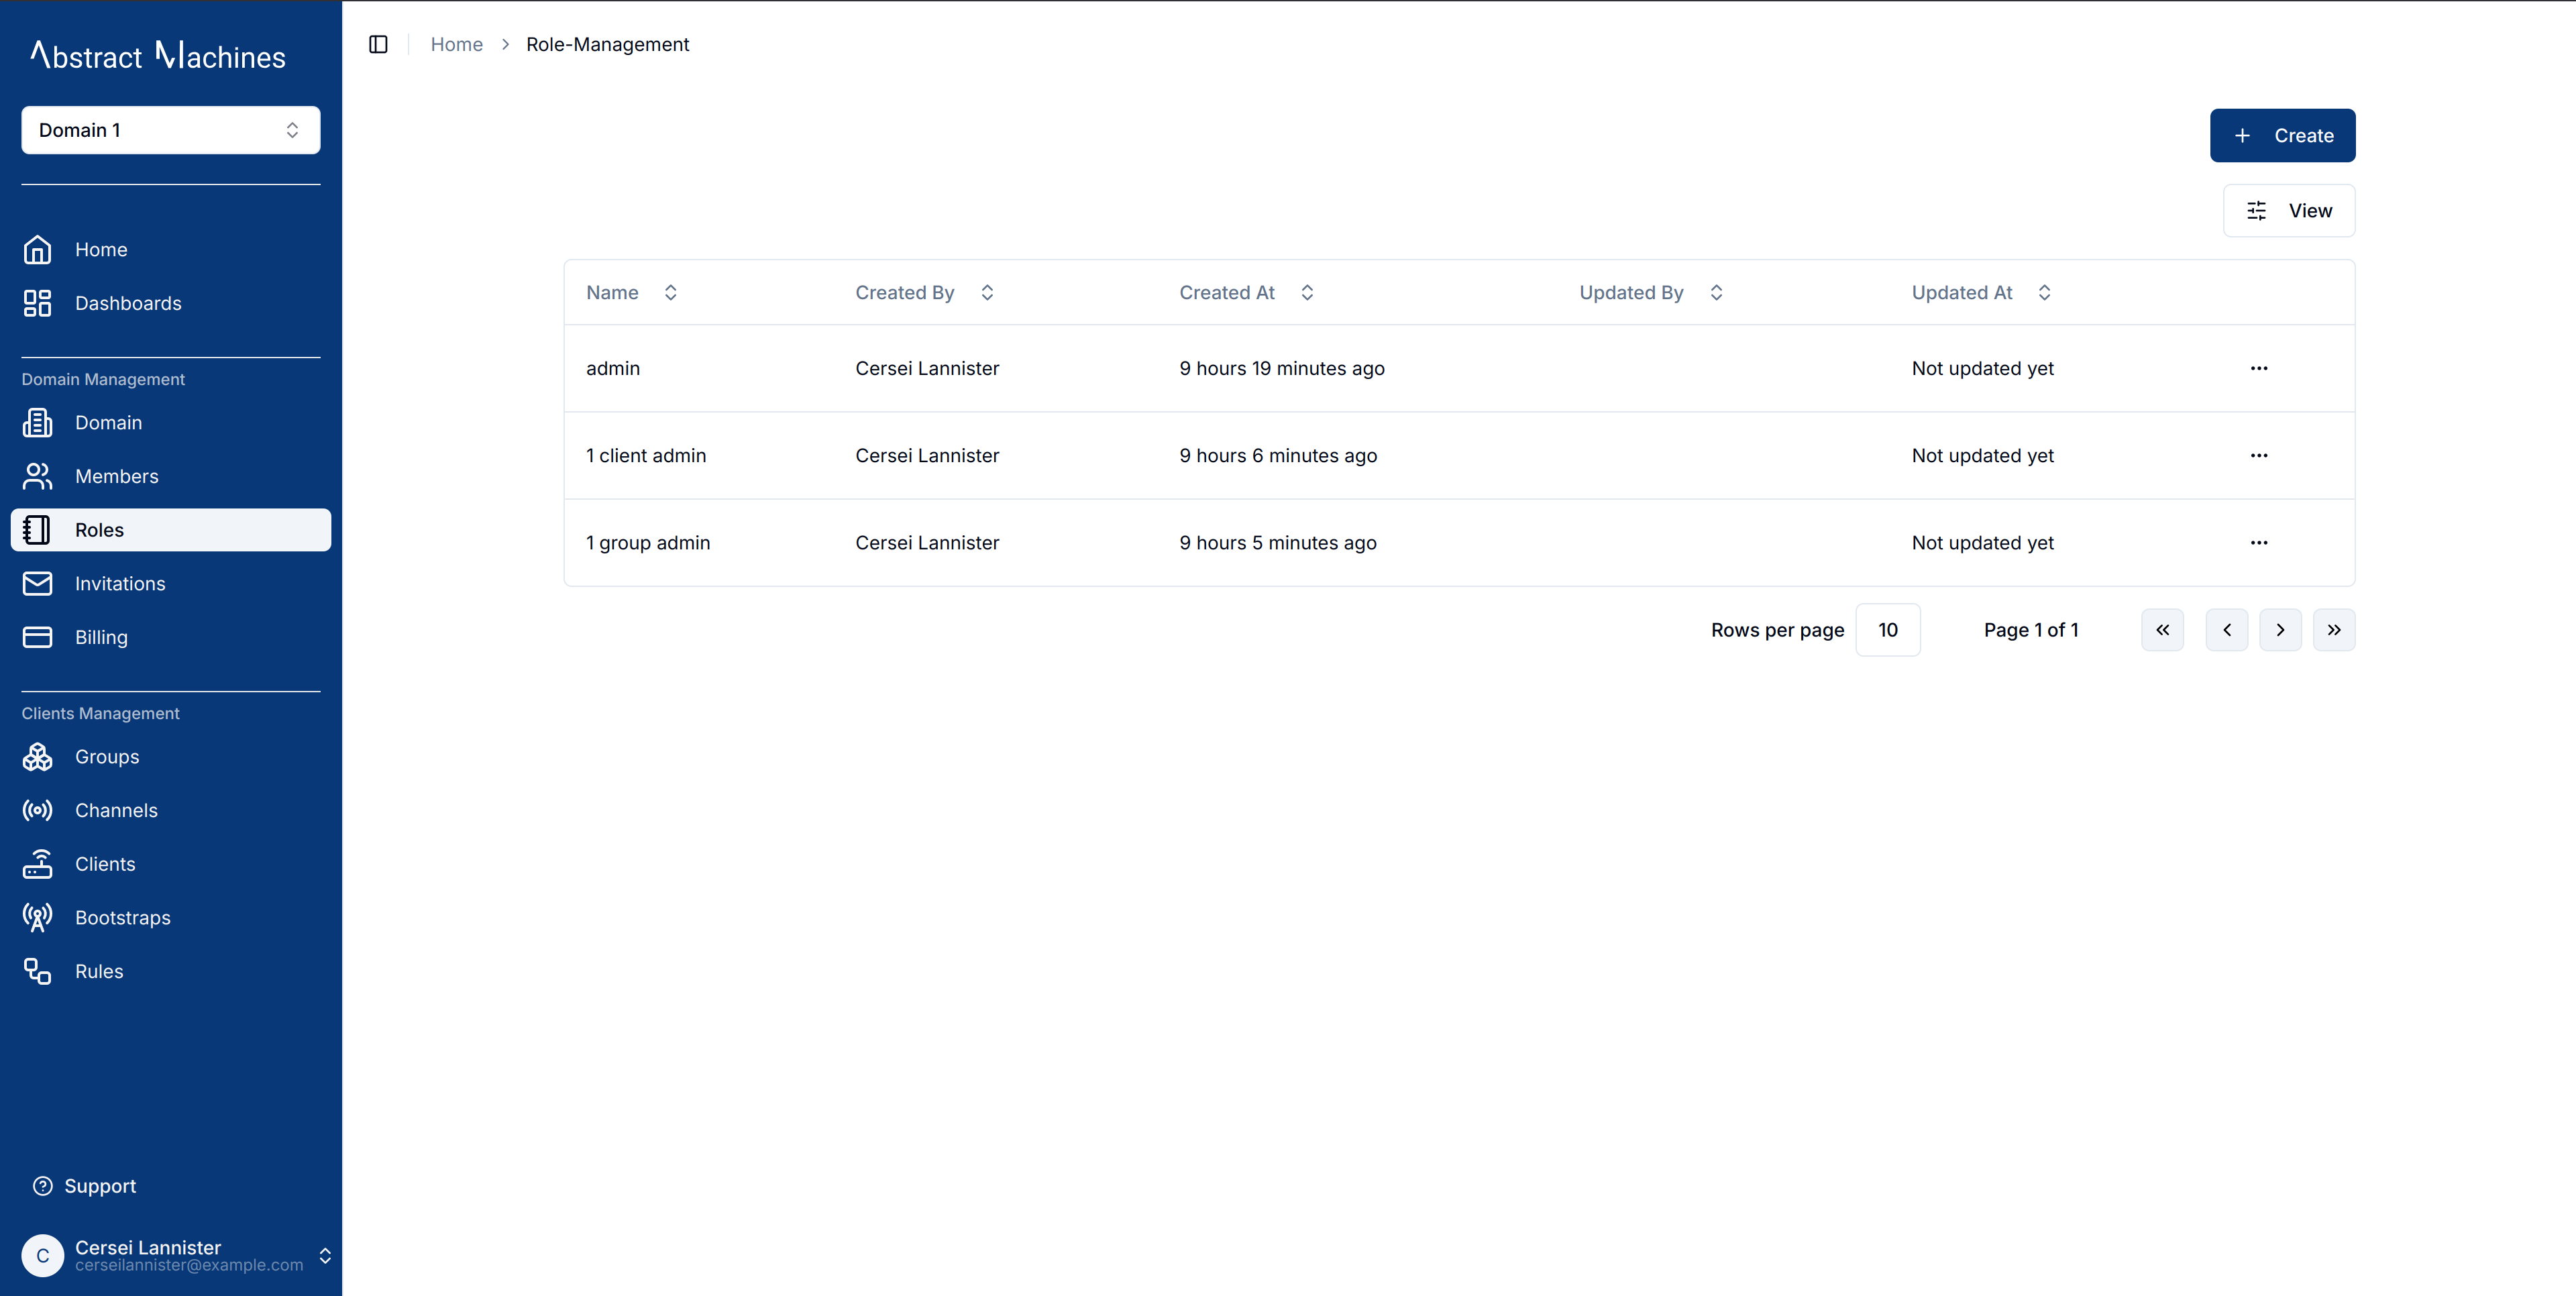 Abstract Machines
Domain 1
Home
Dashboards
Domain Management
Domain
Members
Roles
Invitations
Billing
Clients Management
Groups
Channels
Clients
Bootstraps
Rules
Support
C
Cersei Lannister
cerseilannister@example.com
Home > Role-Management
+ Create
View
Name Created By Created At Updated By Updated At
admin Cersei Lannister 9 hours 19 minutes ago Not updated yet ...
1 client admin Cersei Lannister 9 hours 6 minutes ago Not updated yet ...
1 group admin Cersei Lannister 9 hours 5 minutes ago Not updated yet ...
Rows per page 10 Page 1 of 1